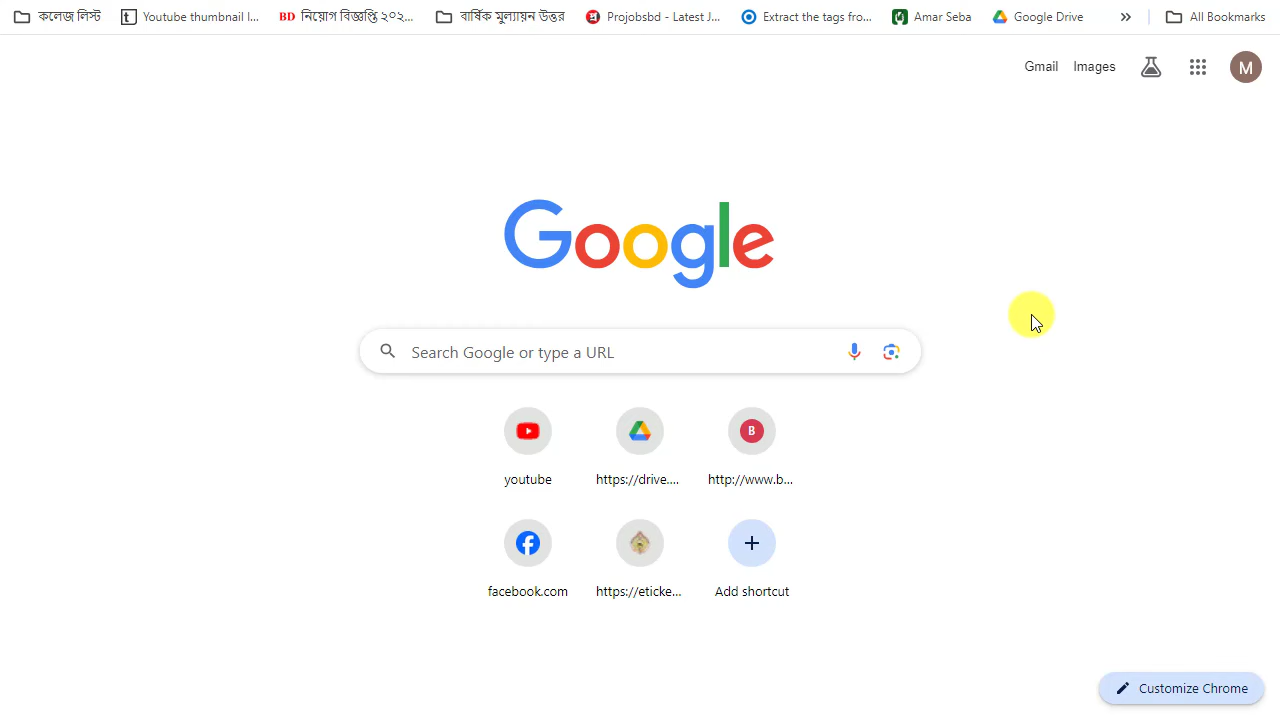 কলেজ লিস্ট
Youtube thumbnail l...
BD নিয়োগ বিজ্ঞপ্তি ২০২...
বার্ষিক মুল্যায়ন উত্তর
Projobsbd - Latest J...
Extract the tags fro...
Amar Seba
Google Drive
All Bookmarks
Gmail
Images
M
Google
Search Google or type a URL
B
youtube
https://drive....
http://www.b...
facebook.com
https://eticke...
Add shortcut
Customize Chrome